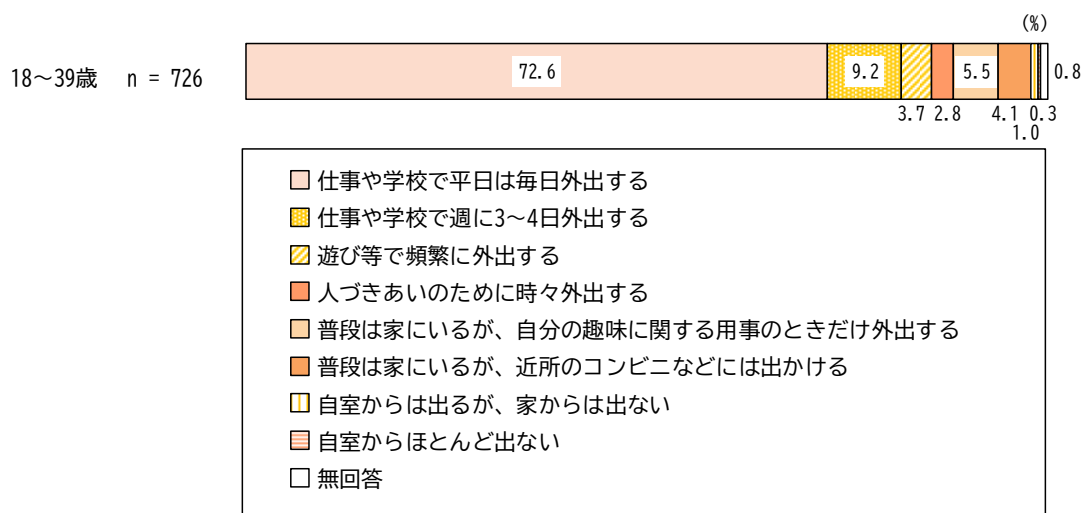 (%)
18～39歳 n = 726
72.6 9.2 5.5 0.8
3.7 2.8 4.1 0.3
1.0
仕事や学校で平日は毎日外出する
仕事や学校で週に3～4日外出する
遊び等で頻繁に外出する
人づきあいのために時々外出する
普段は家にいるが、自分の趣味に関する用事のときだけ外出する
普段は家にいるが、近所のコンビニなどには出かける
自室からは出るが、家からは出ない
自室からほとんど出ない
無回答